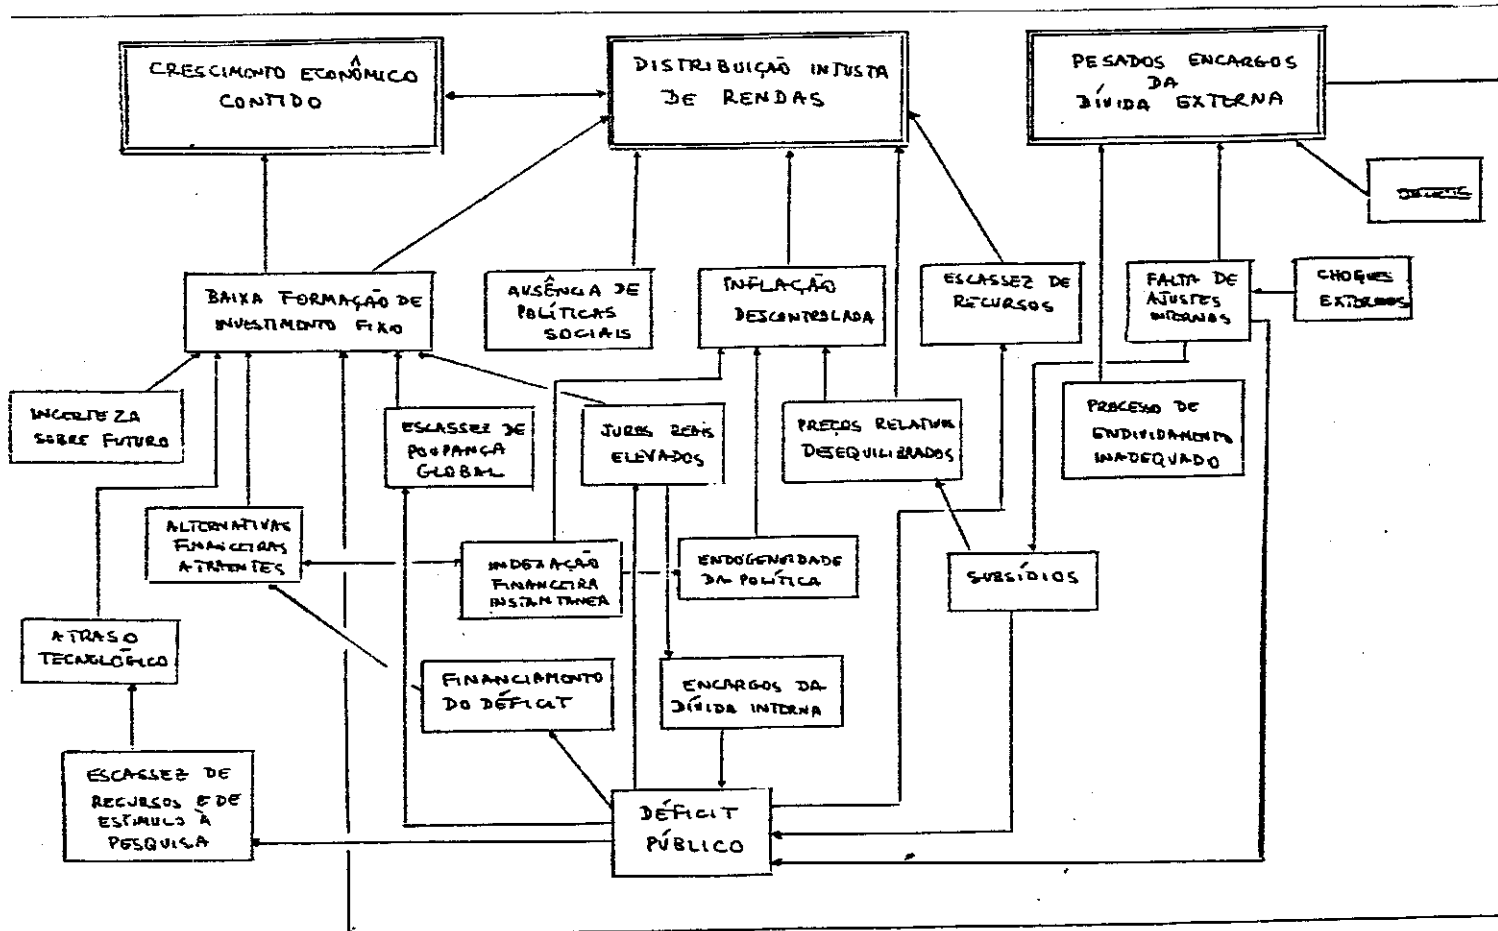 CRESCIMENTO ECONÔMICO
CONTIDO
DISTRIBUIÇÃO INJUSTA
DE RENDAS
PESADOS ENCARGOS
DA
DÍVIDA EXTERNA
BAIXA FORMAÇÃO DE
INVESTIMENTO FIXO
AUSÊNCIA DE
POLÍTICAS
SOCIAIS
INFLAÇÃO
DESCONTROLADA
ESCASSEZ DE
RECURSOS
FALTA DE
AJUSTES
INTERNOS
CHOQUES
EXTERNOS
INCERTEZA
SOBRE FUTURO
ESCASSEZ DE
POUPANÇA
GLOBAL
JUROS REAIS
ELEVADOS
PREÇOS RELATIVOS
DESEQUILIBRADOS
PROCESSO DE
ENDIVIDAMENTO
INADEQUADO
ALTERNATIVAS
FINANCEIRAS
ATRAENTES
INDEXAÇÃO
FINANCEIRA
INSTANTANEA
ENDOGENEIDADE
DA POLÍTICA
SUBSÍDIOS
ATRASO
TECNOLÓGICO
FINANCIAMENTO
DO DÉFICIT
ENCARGOS DA
DÍVIDA INTERNA
ESCASSEZ DE
RECURSOS E DE
ESTÍMULO À
PESQUISA
DÉFICIT
PÚBLICO